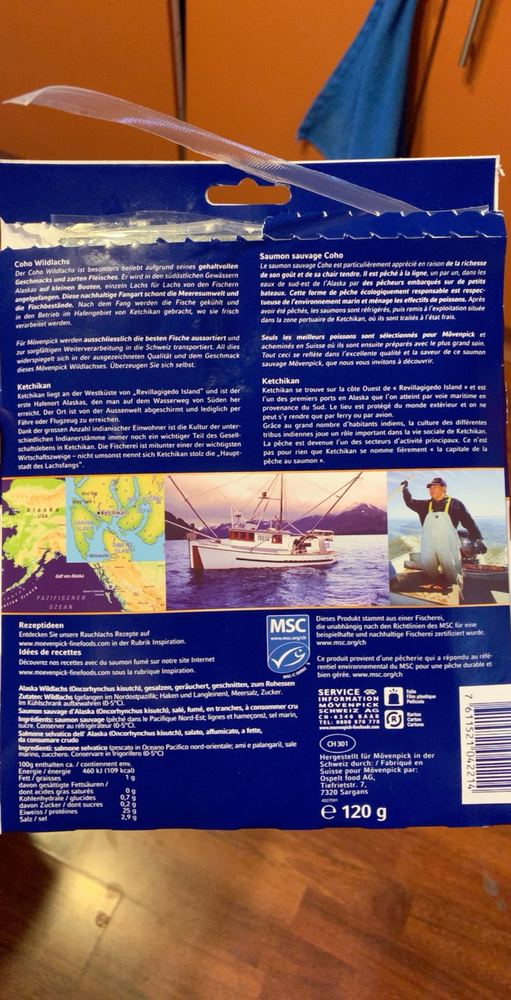 Coho Wildlachs
Der Coho Wildlachs ist besonders beliebt aufgrund seines gehaltvollen
Geschmacks und zarten Fleisches. Er wird in den südöstlichen Gewässern
Alaskas auf kleinen Booten, einzeln Lachs für Lachs von den Fischern
angelgefangen. Diese nachhaltige Fangart schont die Meeresumwelt und
die Fischbestände. Nach dem Fang werden die Fische gekühlt und
in den Betrieb im Hafengebiet von Ketchikan gebracht, wo sie frisch
verarbeitet werden.
Für Mövenpick werden ausschliesslich die besten Fische aussortiert und
zur sorgfältigen Weiterverarbeitung in die Schweiz transportiert. All dies
widerspiegelt sich in der ausgezeichneten Qualität und dem Geschmack
dieses Mövenpick Wildlachses. Überzeugen Sie sich selbst.
Ketchikan
Ketchikan liegt an der Westküste von „Revillagigedo Island" und ist der
erste Hafenort Alaskas, den man auf dem Wasserweg von Süden her
erreicht. Der Ort ist von der Aussenwelt abgeschirmt und lediglich per
Fähre oder Flugzeug zu erreichen.
Dank der grossen Anzahl indianischer Einwohner ist die Kultur der unter-
schiedlichen Indianerstämme immer noch ein wichtiger Teil des Gesell-
schaftslebens in Ketchikan. Die Fischerei ist mitunter einer der wichtigsten
Wirtschaftszweige – nicht umsonst nennt sich Ketchikan stolz die „Haupt-
stadt des Lachsfangs".
Saumon sauvage Coho
Le saumon sauvage Coho est particulièrement apprécié en raison de la richesse
de son goût et de sa chair tendre. Il est pêché à la ligne, un par un, dans les
eaux de sud-est de l'Alaska par des pêcheurs embarqués sur de petits
bateaux. Cette forme de pêche écologiquement responsable est respec-
tueuse de l'environnement marin et ménage les effectifs de poissons. Après
avoir été pêchés, les saumons sont réfrigérés, puis remis à l'exploitation située
dans la zone portuaire de Ketchikan, où ils sont traités à l'état frais.
Seuls les meilleurs poissons sont sélectionnés pour Mövenpick et
acheminés en Suisse où ils sont ensuite préparés avec le plus grand soin.
Tout ceci se reflète dans l'excellente qualité et la saveur de ce saumon
sauvage Mövenpick, que nous vous invitons à découvrir.
Ketchikan
Ketchikan se trouve sur la côte Ouest de « Revillagigedo Island » et est
l'un des premiers ports en Alaska que l'on atteint par voie maritime en
provenance du Sud. Le lieu est protégé du monde extérieur et on ne
peut s'y rendre que par ferry ou par avion.
Grâce au grand nombre d'habitants indiens, la culture des différentes
tribus indiennes joue un rôle important dans la vie sociale de Ketchikan.
La pêche est devenue l'un des secteurs d'activité principaux. Ce n'est
pas pour rien que Ketchikan se nomme fièrement « la capitale de la
pêche au saumon ».
Alaska
USA
Ketchikan
Metlakatla
Golf von Alaska
PAZIFISCHER
OZEAN
Rezeptideen
Entdecken Sie unsere Rauchlachs Rezepte auf
www.moevenpick-finefoods.com in der Rubrik Inspiration.
Idées de recettes
Découvrez nos recettes avec du saumon fumé sur notre site Internet
www.moevenpick-finefoods.com sous la rubrique Inspiration.
MSC
www.msc.org/ch
Dieses Produkt stammt aus einer Fischerei,
die unabhängig nach den Richtlinien des MSC für eine
beispielhafte und nachhaltige Fischerei zertifiziert wurde.
www.msc.org/ch
Ce produit provient d'une pêcherie qui a répondu au réfé-
rentiel environnemental du MSC pour une pêche durable et
bien gérée. www.msc.org/ch
Alaska Wildlachs (Oncorhynchus kisutch), gesalzen, geräuchert, geschnitten, zum Rohessen
Zutaten: Wildlachs (gefangen im Nordostpazifik; Haken und Langleinen), Meersalz, Zucker.
Im Kühlschrank aufbewahren (0-5°C).
Saumon sauvage d'Alaska (Oncorhynchus kisutch), salé, fumé, en tranches, à consommer cru
Ingrédients: saumon sauvage (pêché dans le Pacifique Nord-Est; lignes et hameçons), sel marin,
sucre. Conserver au réfrigérateur (0-5°C).
Salmone selvatico dell' Alaska (Oncorhynchus kisutch), salato, affumicato, a fette,
da consumare crudo
Ingredienti: salmone selvatico (pescato in Oceano Pacifico nord-orientale; ami e palangari), sale
marino, zucchero. Conservare in frigorifero (0-5°C)
100g enthalten ca. / contiennent env.
Energie / énergie 460 kJ (109 kcal)
Fett / graisses 1 g
davon gesättigte Fettsäuren /
dont acides gras saturés 0 g
Kohlenhydrate / glucides 0,7 g
davon Zucker / dont sucres 0,2 g
Eiweiss / protéines 25 g
Salz / sel 2,9 g
SERVICE
INFORMATION
MÖVENPICK
SCHWEIZ AG
CH-6340 BAAR
www.moevenpick-finefoods.com
Folie
Film plastique
Pellicola
Karton
Carton
Cartone
CH 301
Hergestellt für Mövenpick in der
Schweiz durch: / Fabriqué en
Suisse pour Mövenpick par:
Ospelt food AG,
Tiefrietstr. 7,
7320 Sargans
℮ 120 g
7 611521 042214